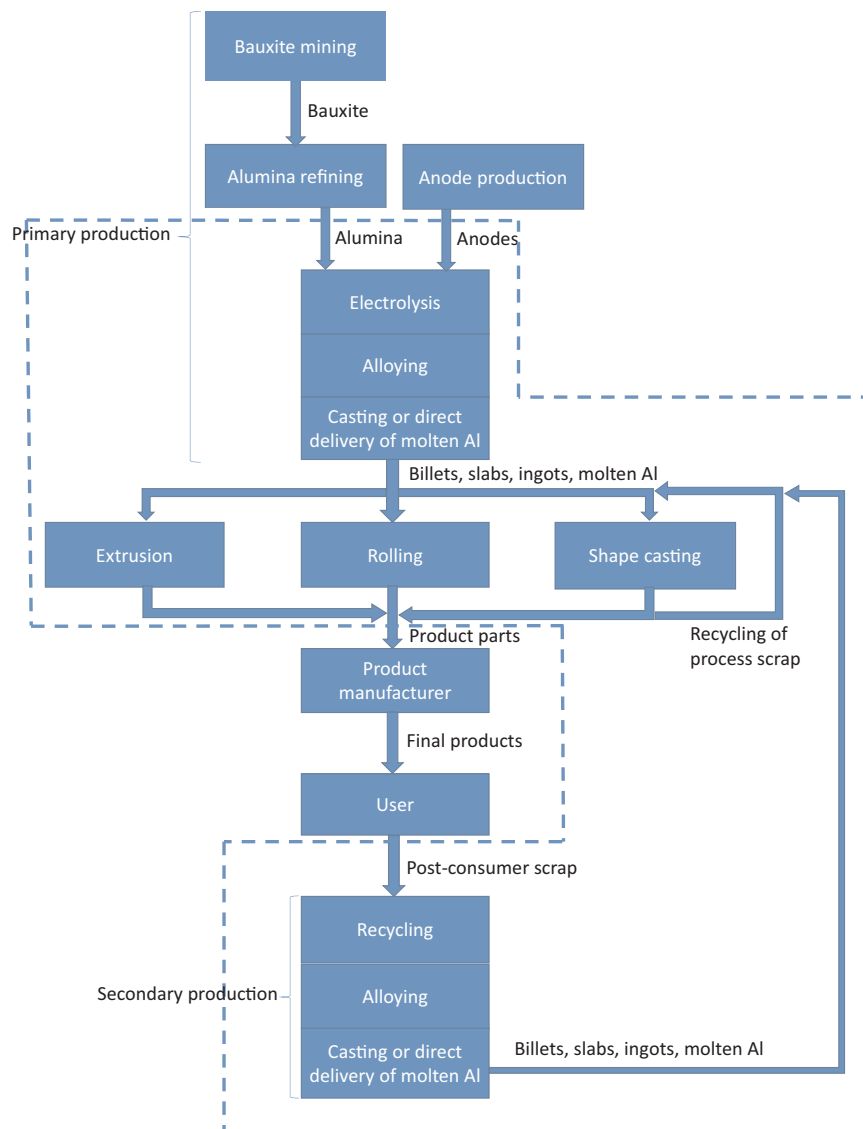 Bauxite mining
Bauxite
Alumina refining
Anode production
Primary production
Alumina
Anodes
Electrolysis
Alloying
Casting or direct
delivery of molten Al
Billets, slabs, ingots, molten Al
Extrusion
Rolling
Shape casting
Product parts
Recycling of
process scrap
Product
manufacturer
Final products
User
Post-consumer scrap
Recycling
Secondary production
Alloying
Casting or direct
delivery of molten Al
Billets, slabs, ingots, molten Al